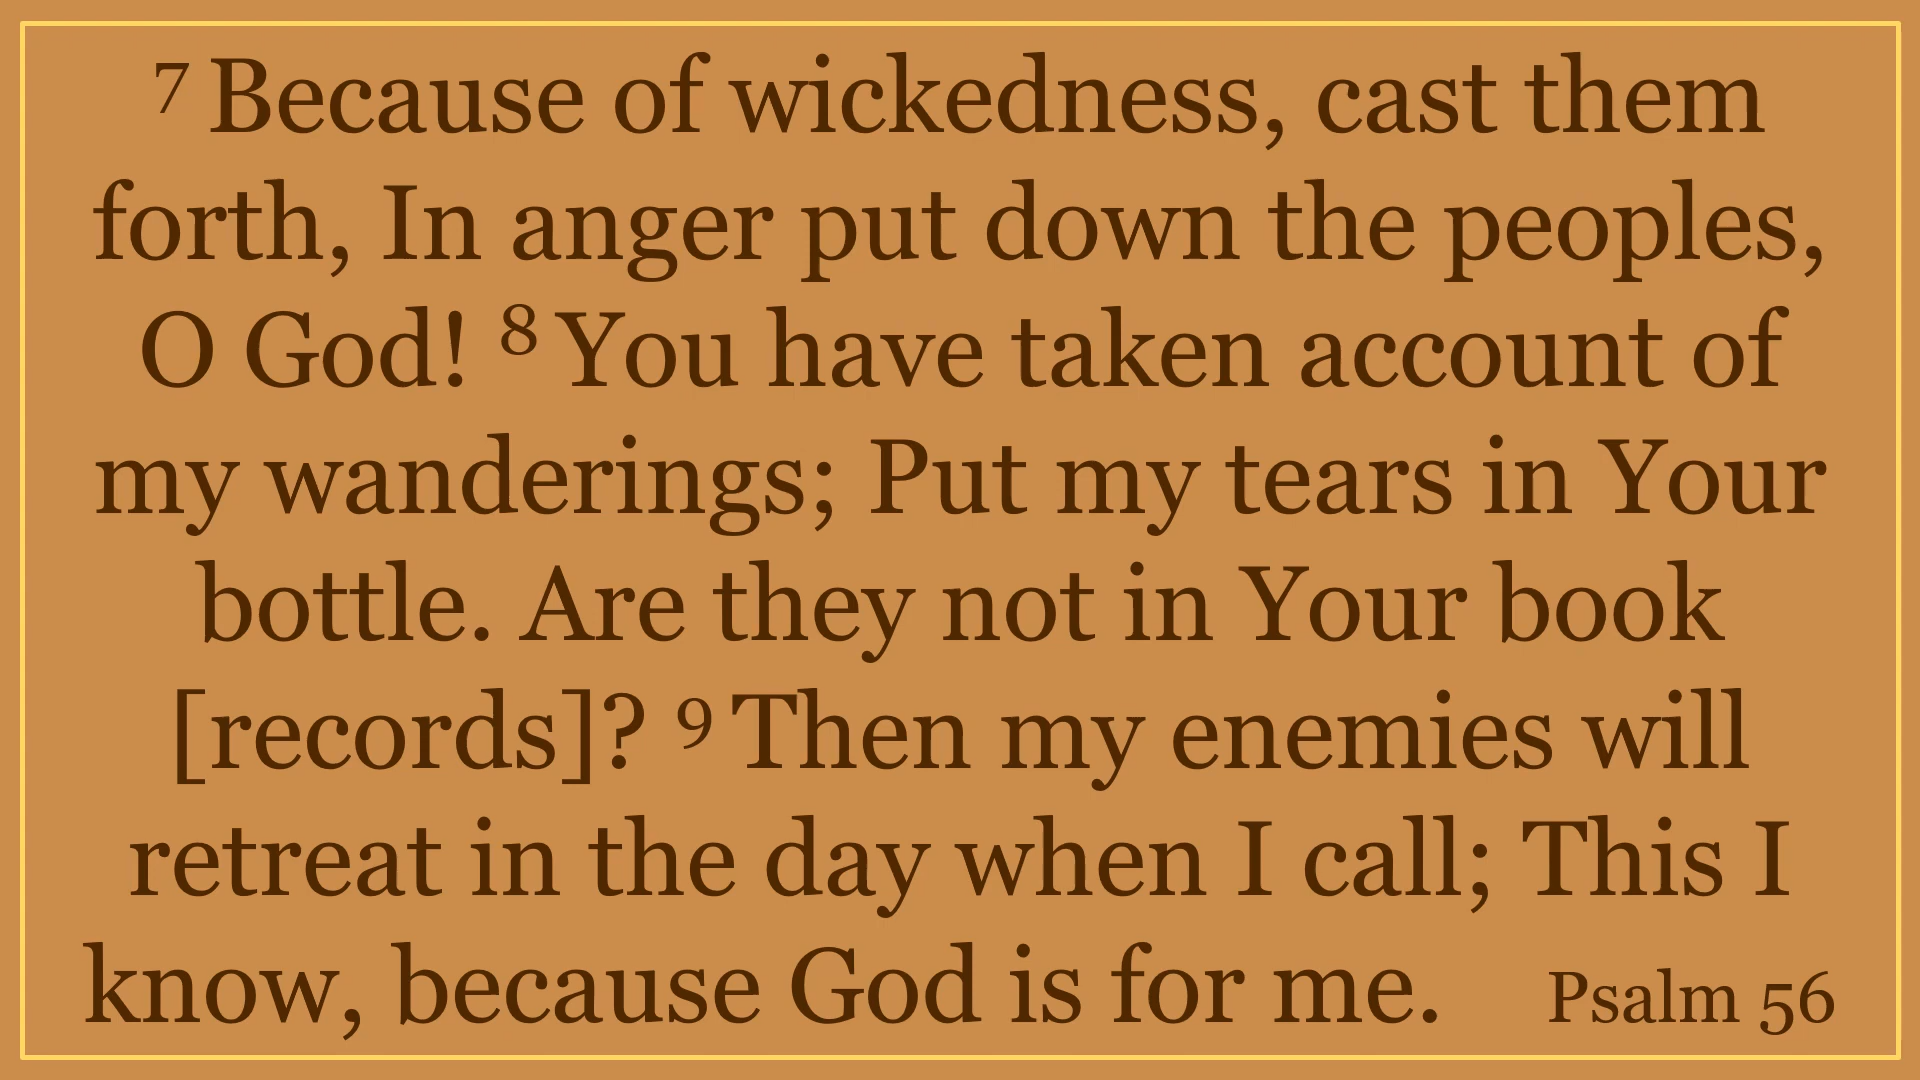 7 Because of wickedness, cast them
forth, In anger put down the peoples,
O God! 8 You have taken account of
my wanderings; Put my tears in Your
bottle. Are they not in Your book
[records]? 9 Then my enemies will
retreat in the day when I call; This I
know, because God is for me. Psalm 56